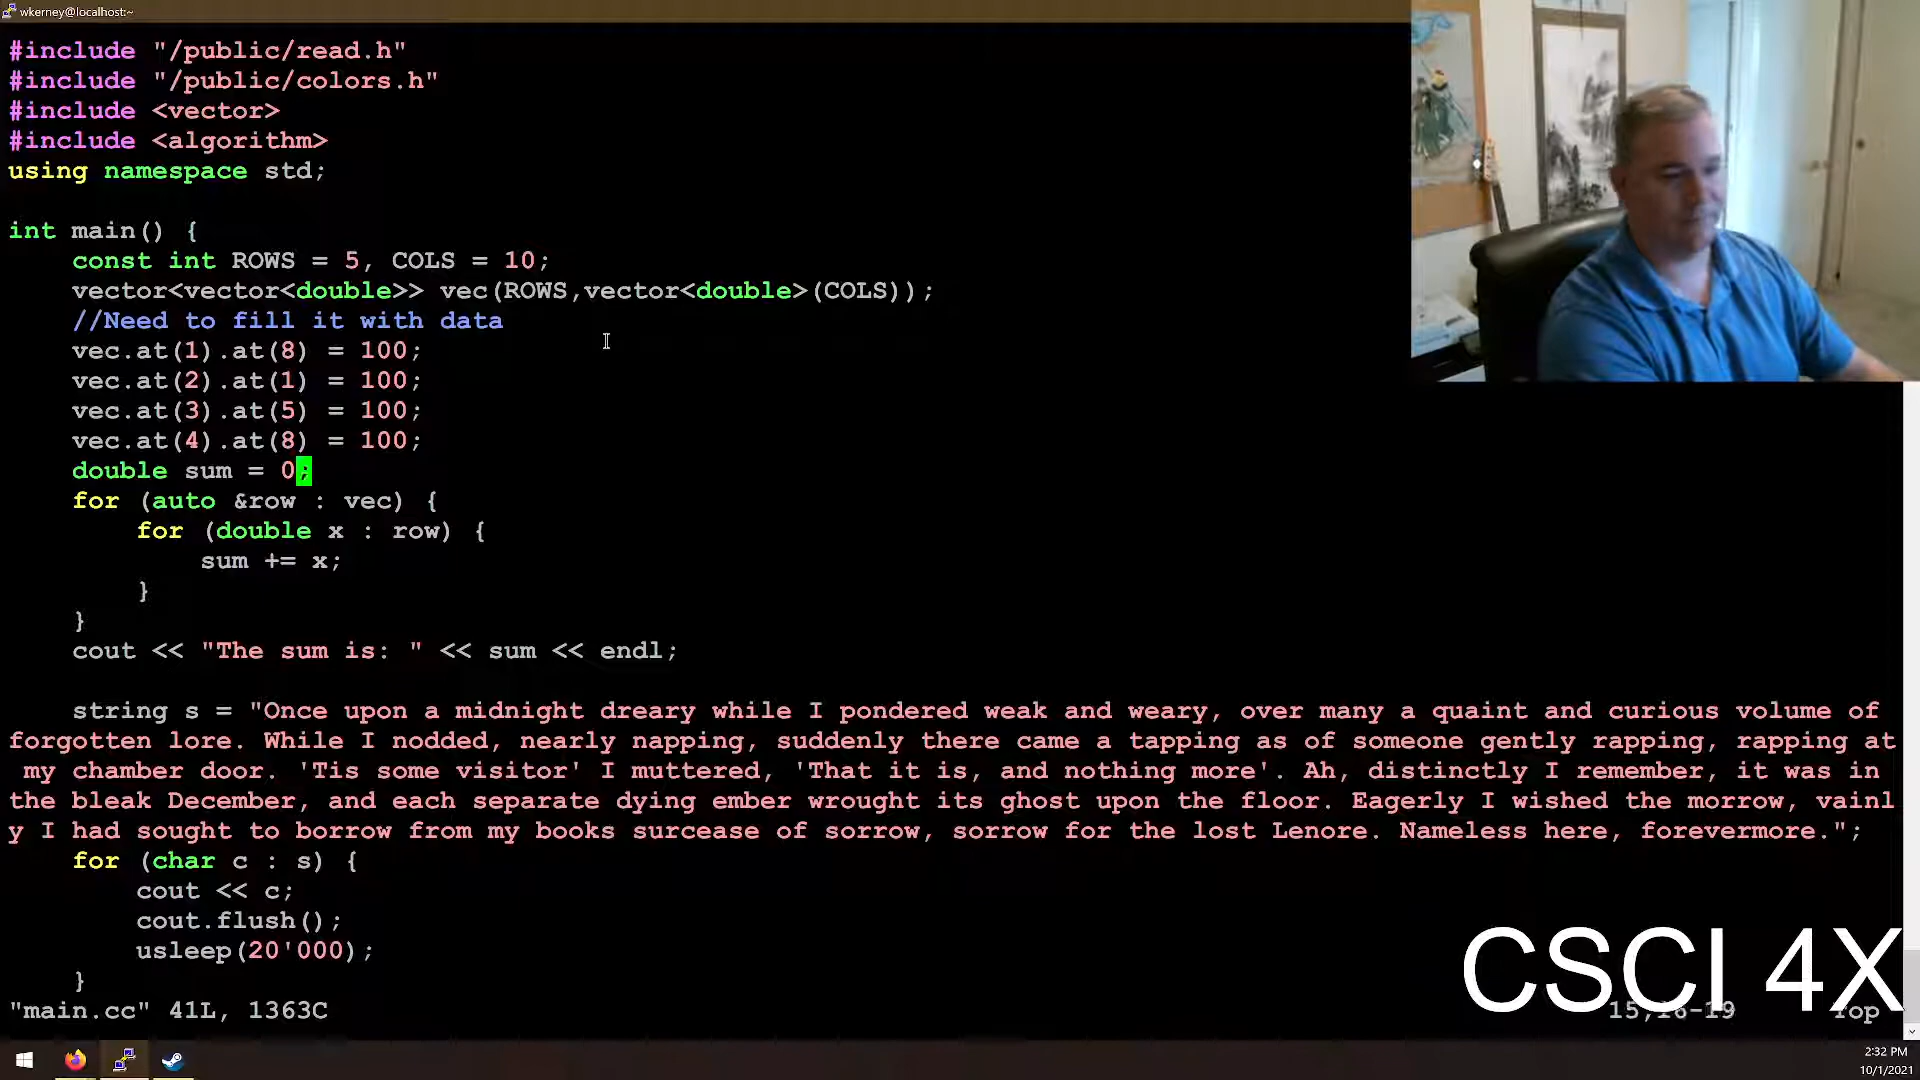 wkerney@localhost:~
#include "/public/read.h"
#include "/public/colors.h"
#include <vector>
#include <algorithm>
using namespace std;
int main() {
    const int ROWS = 5, COLS = 10;
    vector<vector<double>> vec(ROWS,vector<double>(COLS));
    //Need to fill it with data
    vec.at(1).at(8) = 100;
    vec.at(2).at(1) = 100;
    vec.at(3).at(5) = 100;
    vec.at(4).at(8) = 100;
    double sum = 0;
    for (auto &row : vec) {
        for (double x : row) {
            sum += x;
        }
    }
    cout << "The sum is: " << sum << endl;
    string s = "Once upon a midnight dreary while I pondered weak and weary, over many a quaint and curious volume of
forgotten lore. While I nodded, nearly napping, suddenly there came a tapping as of someone gently rapping, rapping at
 my chamber door. 'Tis some visitor' I muttered, 'That it is, and nothing more'. Ah, distinctly I remember, it was in
the bleak December, and each separate dying ember wrought its ghost upon the floor. Eagerly I wished the morrow, vainl
y I had sought to borrow from my books surcease of sorrow, sorrow for the lost Lenore. Nameless here, forevermore.";
    for (char c : s) {
        cout << c;
        cout.flush();
        usleep(20'000);
    }
"main.cc" 41L, 1363C
15,16-19 Top
CSCI 4X
2:32 PM
10/1/2021